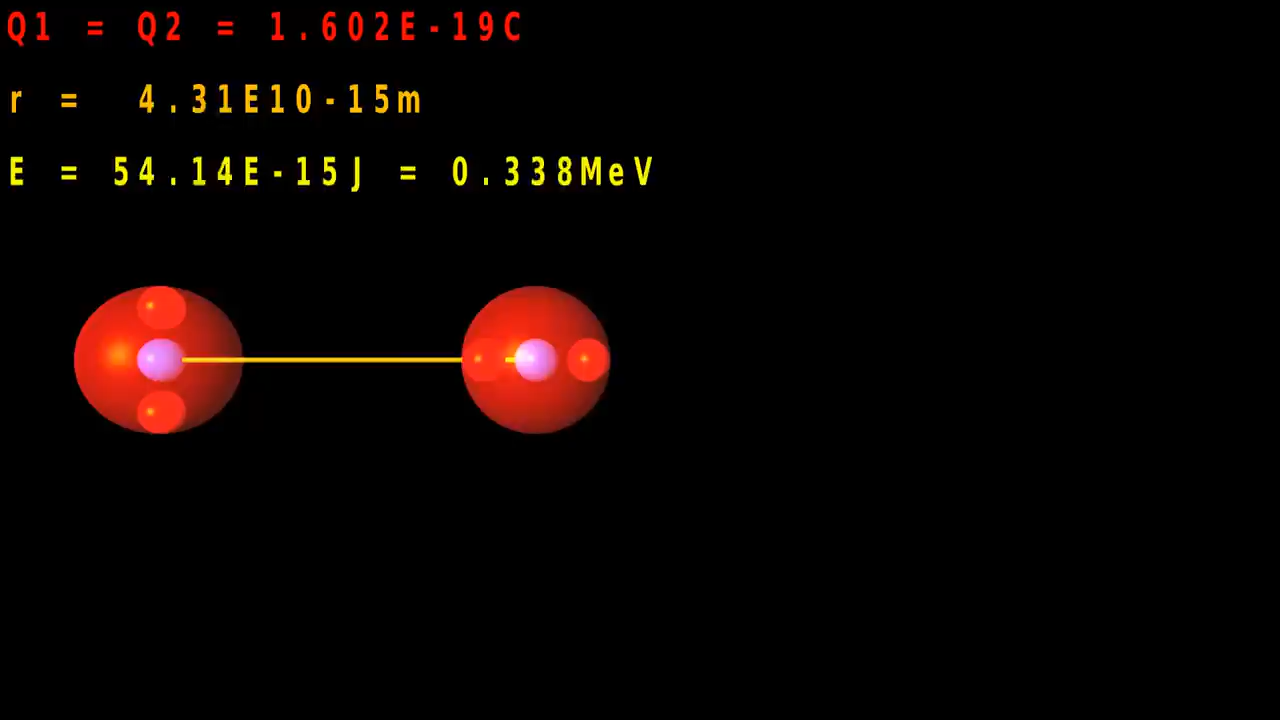 Q1 = Q2 = 1.602E-19C
r = 4.31E10-15m
E = 54.14E-15J = 0.338MeV